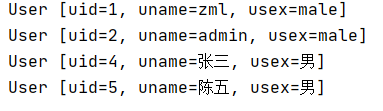 User [uid=1, uname=zml, usex=male]
User [uid=2, uname=admin, usex=male]
User [uid=4, uname=张三, usex=男]
User [uid=5, uname=陈五, usex=男]